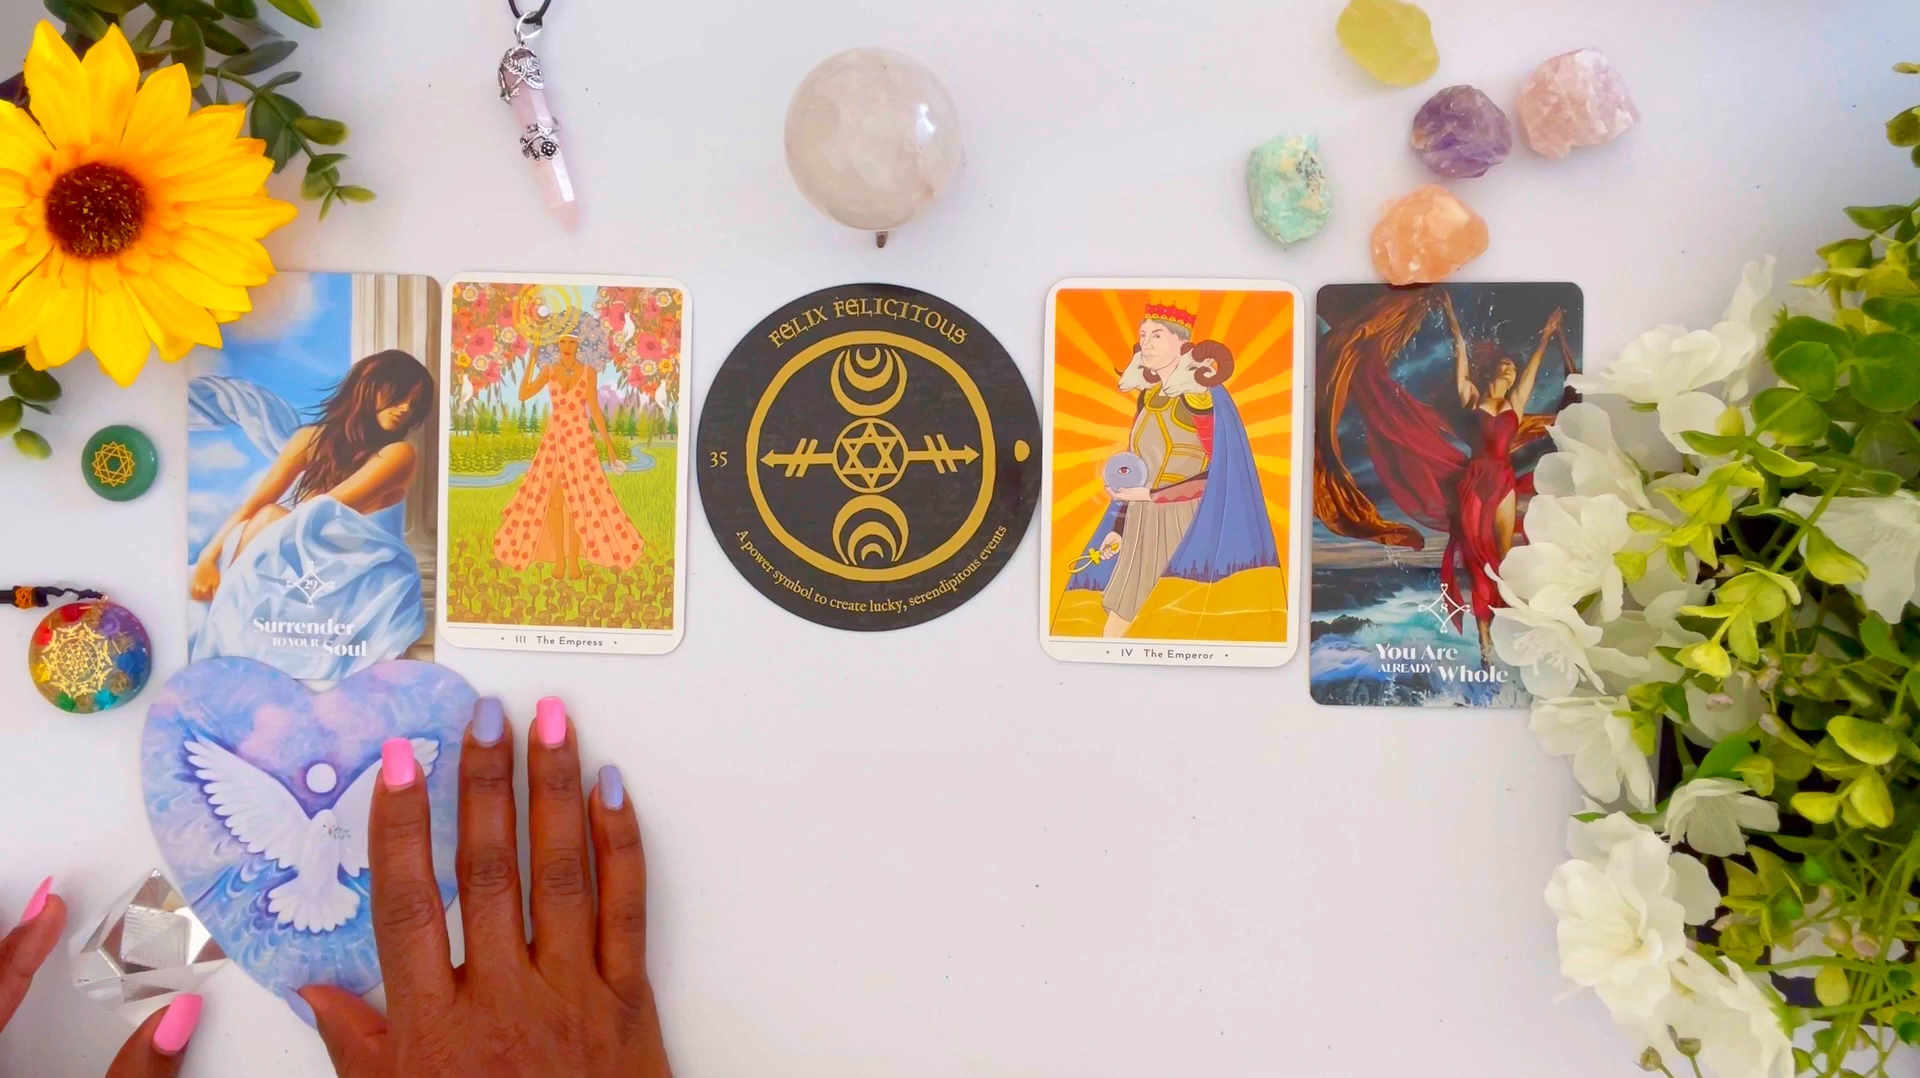 29
Surrender
TO YOUR Soul
• III The Empress •
FELIX FELICITOUS
35
A power symbol to create lucky, serendipitous events
• IV The Emperor •
8
You Are
ALREADY Whole